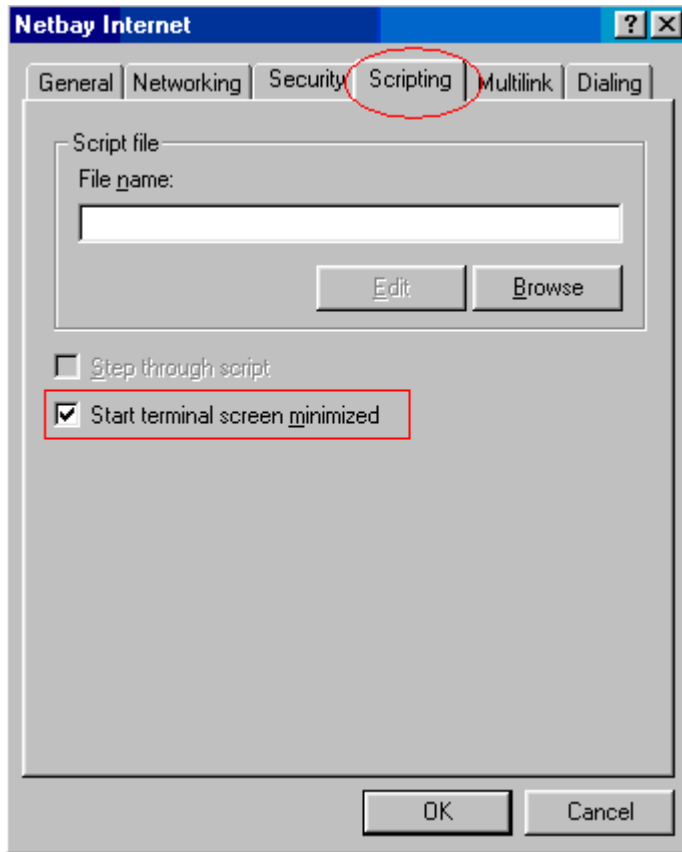 Netbay Internet
General Networking Security Scripting Multilink Dialing
Script file
File name:
Edit Browse
Step through script
Start terminal screen minimized
OK Cancel